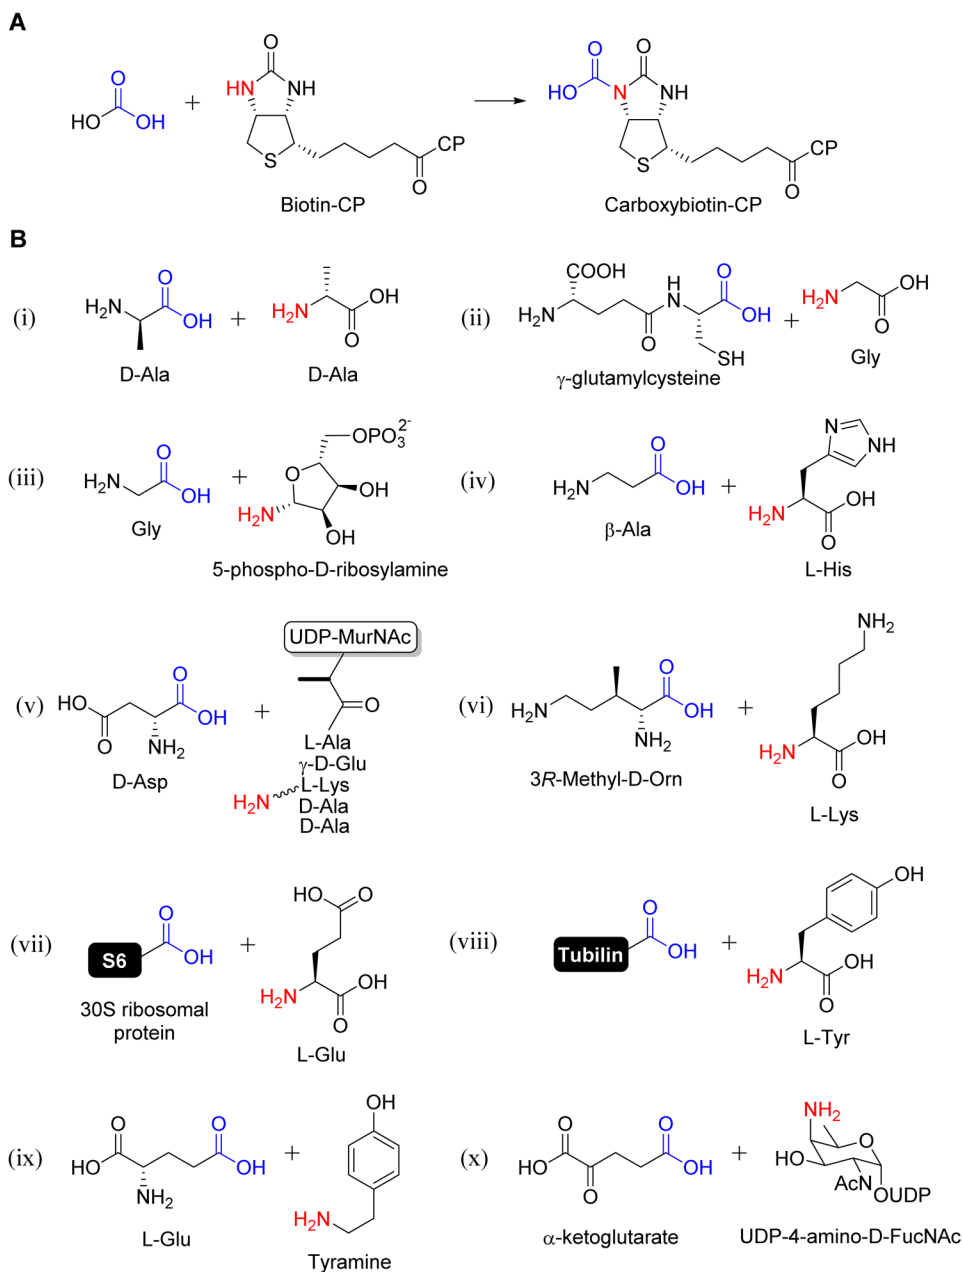 A
O
HO
OH
+
O
HN
NH
S
CP
O
Biotin-CP
O
O
HO
N
NH
S
CP
O
Carboxybiotin-CP
B
(i)
H2N
O
OH
D-Ala
+
H2N
OH
O
D-Ala
(ii)
COOH
H2N
O
H
N
O
OH
SH
γ-glutamylcysteine
+
H2N
OH
O
Gly
(iii)
H2N
O
OH
Gly
+
OPO3 2-
O
OH
H2N
OH
5-phospho-D-ribosylamine
(iv)
H2N
O
OH
β-Ala
+
N
NH
H2N
OH
O
L-His
(v)
HO
O
O
OH
NH2
D-Asp
+
UDP-MurNAc
O
L-Ala
γ-D-Glu
H2N
L-Lys
D-Ala
D-Ala
(vi)
H2N
O
OH
NH2
3R-Methyl-D-Orn
+
NH2
H2N
OH
O
L-Lys
(vii)
S6
O
OH
30S ribosomal
protein
+
HO
O
H2N
OH
O
L-Glu
(viii)
Tubilin
O
OH
+
OH
H2N
OH
O
L-Tyr
(ix)
O
HO
NH2
O
OH
L-Glu
+
OH
H2N
Tyramine
(x)
O
HO
O
O
OH
α-ketoglutarate
+
NH2
O
HO
AcN
OUDP
UDP-4-amino-D-FucNAc